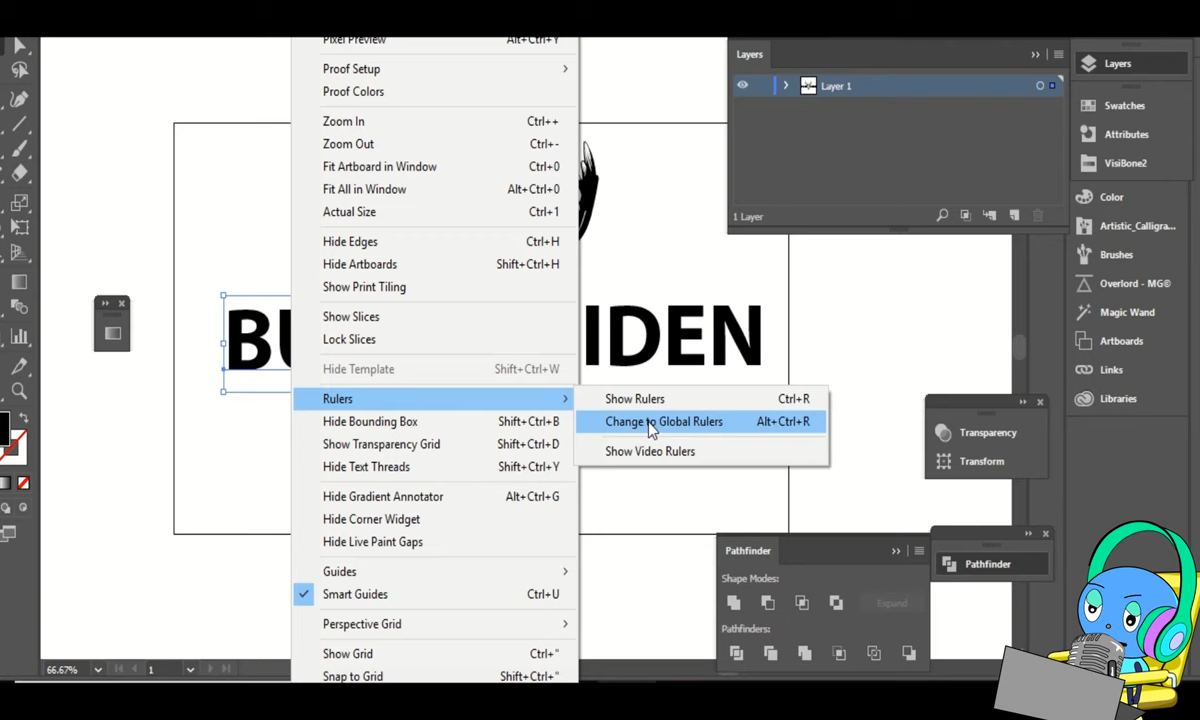 Pixel Preview Alt+Ctrl+Y
Proof Setup
Proof Colors
Zoom In Ctrl++
Zoom Out Ctrl+-
Fit Artboard in Window Ctrl+0
Fit All in Window Alt+Ctrl+0
Actual Size Ctrl+1
Hide Edges Ctrl+H
Hide Artboards Shift+Ctrl+H
Show Print Tiling
Show Slices
Lock Slices
Hide Template Shift+Ctrl+W
Rulers
Hide Bounding Box Shift+Ctrl+B
Show Transparency Grid Shift+Ctrl+D
Hide Text Threads Shift+Ctrl+Y
Hide Gradient Annotator Alt+Ctrl+G
Hide Corner Widget
Hide Live Paint Gaps
Guides
Smart Guides Ctrl+U
Perspective Grid
Show Grid Ctrl+"
Snap to Grid Shift+Ctrl+"
Show Rulers Ctrl+R
Change to Global Rulers Alt+Ctrl+R
Show Video Rulers
BU
IDEN
Layers
Layer 1
1 Layer
Layers
Swatches
Attributes
VisiBone2
Color
Artistic_Calligra...
Brushes
Overlord - MG®
Magic Wand
Artboards
Links
Libraries
Transparency
Transform
Pathfinder
Shape Modes:
Expand
Pathfinders:
Pathfinder
66.67%
1